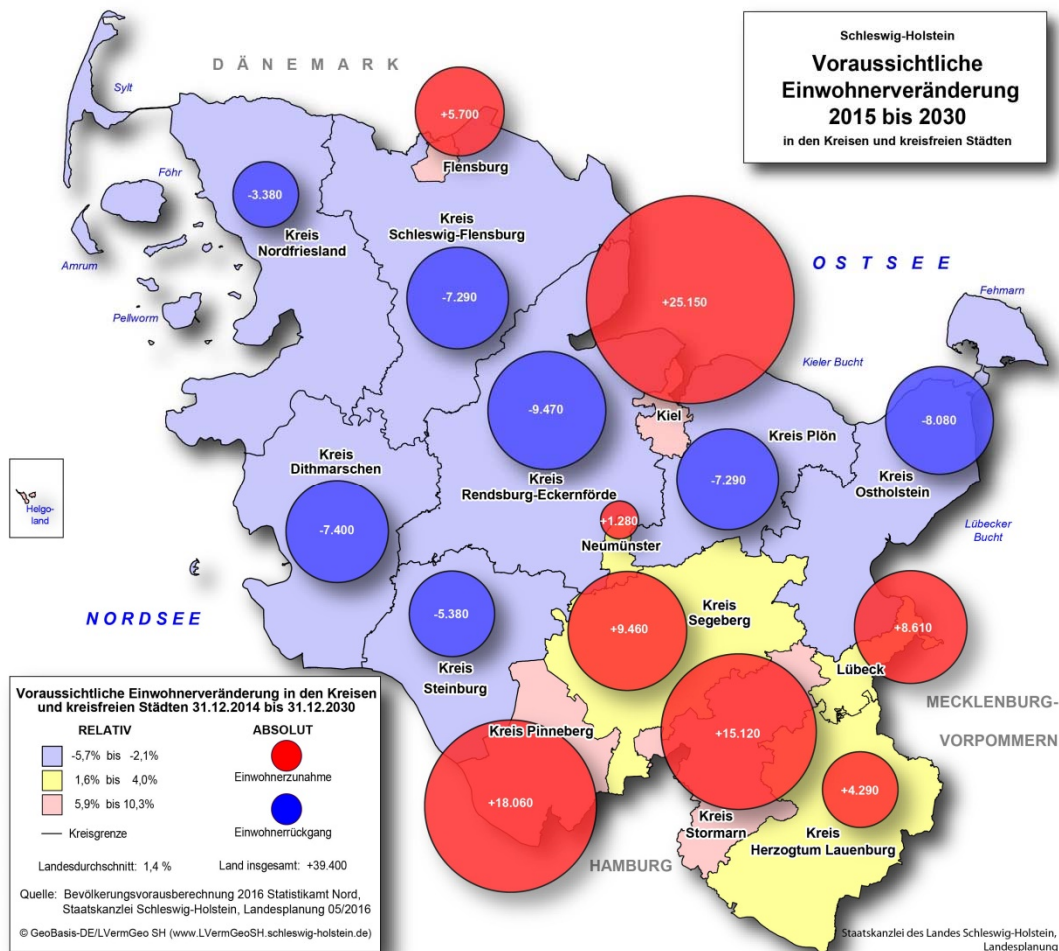 Schleswig-Holstein
Voraussichtliche
Einwohnerveränderung
2015 bis 2030
in den Kreisen und kreisfreien Städten
DÄNEMARK
Sylt
Föhr
Amrum
Pellworm
+5.700
Flensburg
-3.380
Kreis
Nordfriesland
Kreis
Schleswig-Flensburg
-7.290
+25.150
OSTSEE
Fehmarn
Kieler Bucht
-9.470
Kiel
Kreis Plön
-8.080
Kreis
Ostholstein
Kreis
Dithmarschen
Kreis
Rendsburg-Eckernförde
-7.290
-7.400
+1.280
Neumünster
Lübecker
Bucht
Helgo-
land
NORDSEE
-5.380
Kreis
Steinburg
+9.460
Kreis
Segeberg
+8.610
Lübeck
MECKLENBURG-
VORPOMMERN
Kreis Pinneberg
+15.120
+18.060
+4.290
Kreis
Stormarn
Kreis
Herzogtum Lauenburg
HAMBURG
Voraussichtliche Einwohnerveränderung in den Kreisen
und kreisfreien Städten 31.12.2014 bis 31.12.2030
RELATIV
-5,7% bis -2,1%
1,6% bis 4,0%
5,9% bis 10,3%
Kreisgrenze
ABSOLUT
Einwohnerzunahme
Einwohnerrückgang
Landesdurchschnitt: 1,4 %
Land insgesamt: +39.400
Quelle: Bevölkerungsvorausberechnung 2016 Statistikamt Nord,
Staatskanzlei Schleswig-Holstein, Landesplanung 05/2016
© GeoBasis-DE/LVermGeo SH (www.LVermGeoSH.schleswig-holstein.de)
Staatskanzlei des Landes Schleswig-Holstein,
Landesplanung